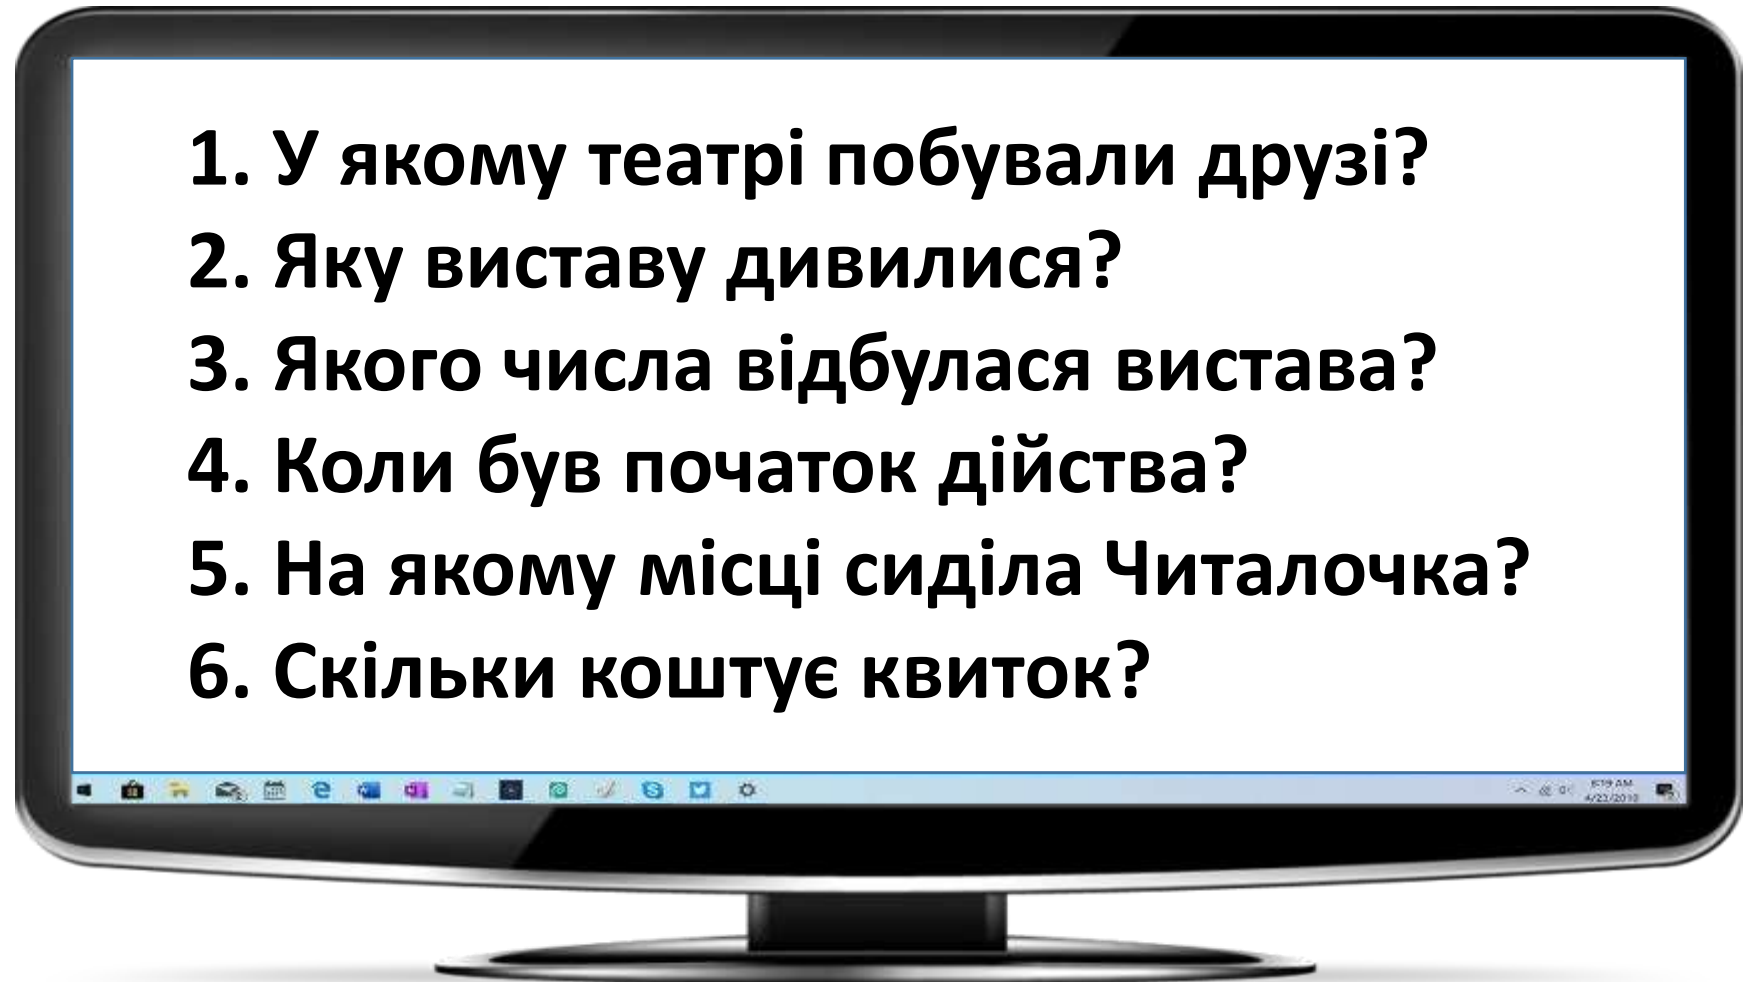 1. У якому театрі побували друзі?
2. Яку виставу дивилися?
3. Якого числа відбулася вистава?
4. Коли був початок дійства?
5. На якому місці сиділа Читалочка?
6. Скільки коштує квиток?